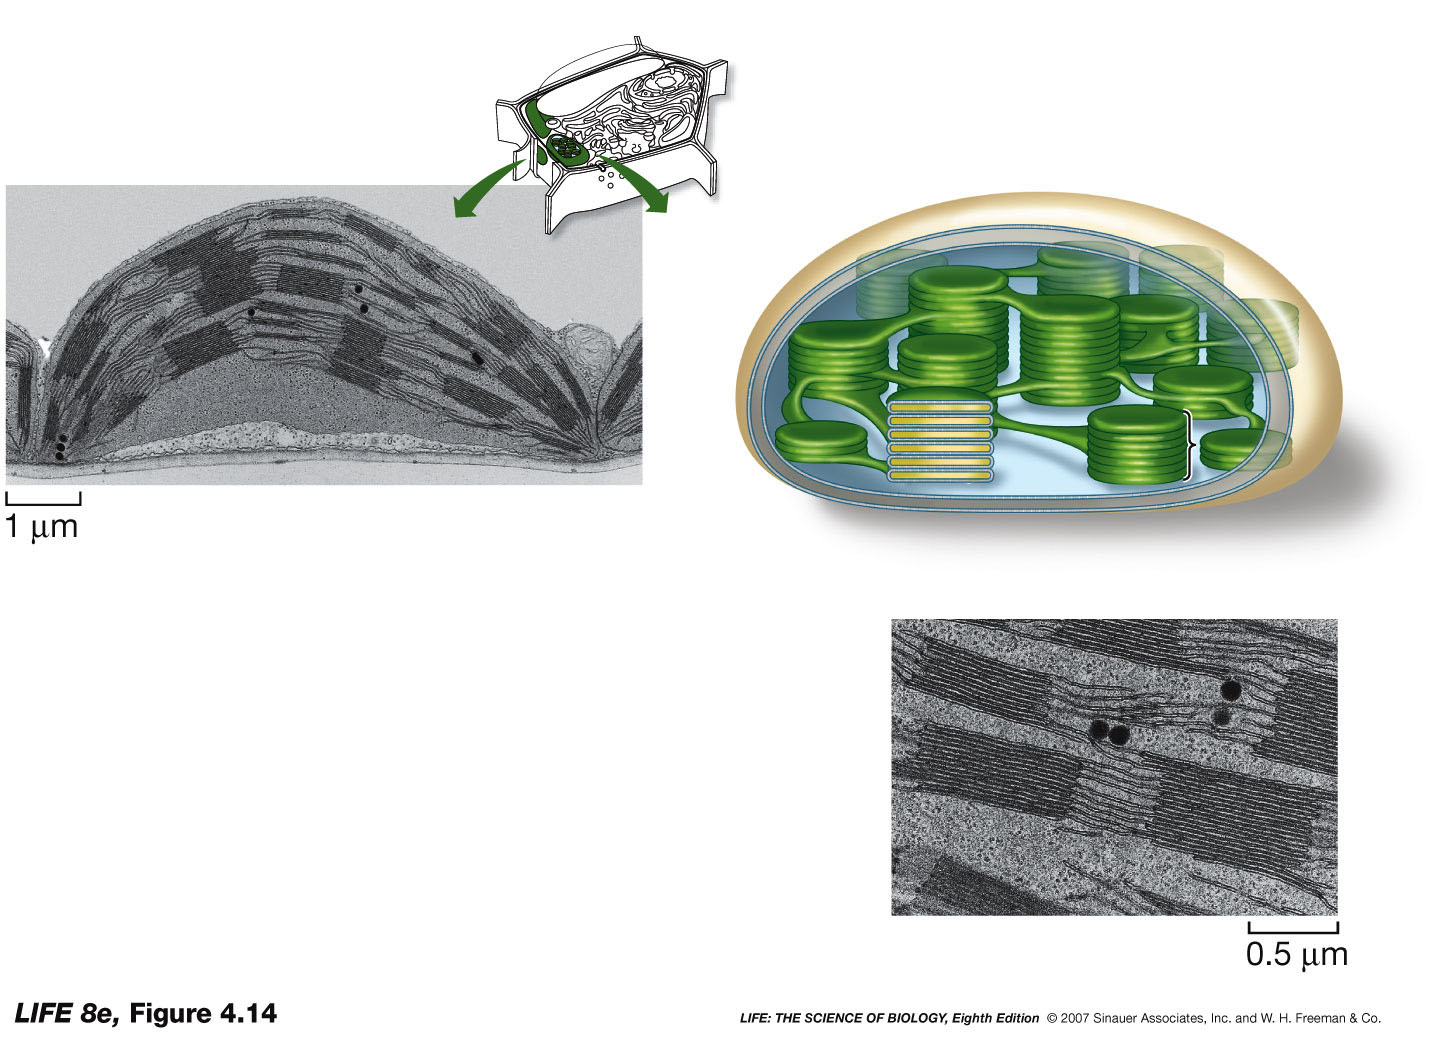 1 μm
0.5 μm
LIFE 8e, Figure 4.14
LIFE: THE SCIENCE OF BIOLOGY, Eighth Edition © 2007 Sinauer Associates, Inc. and W. H. Freeman & Co.